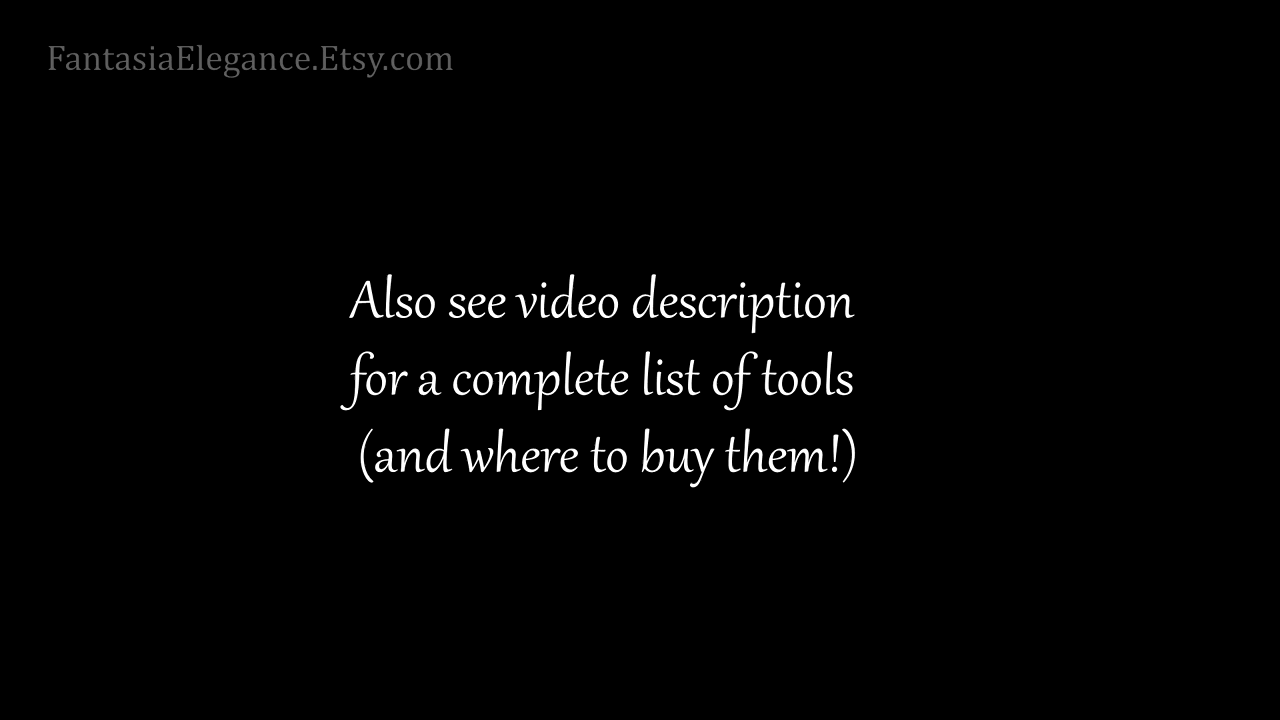 FantasiaElegance.Etsy.com
Also see video description
for a complete list of tools
(and where to buy them!)